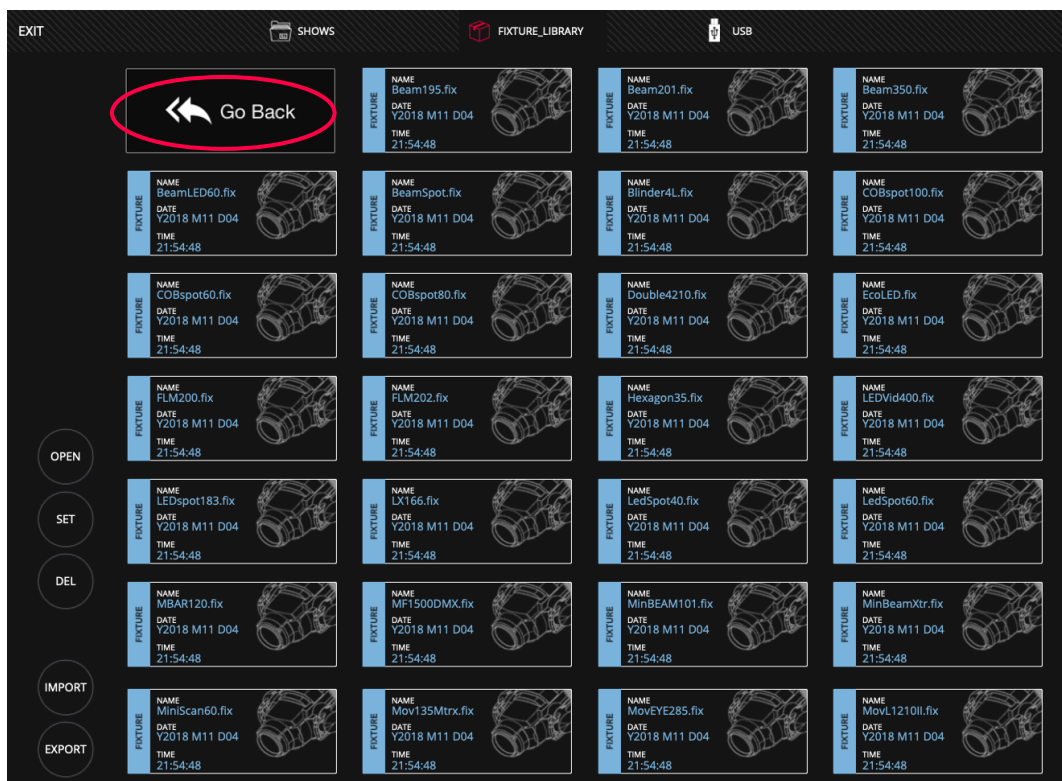 EXIT
SHOWS
FIXTURE_LIBRARY
USB
Go Back
FIXTURE
NAME
Beam195.fix
DATE
Y2018 M11 D04
TIME
21:54:48
FIXTURE
NAME
Beam201.fix
DATE
Y2018 M11 D04
TIME
21:54:48
FIXTURE
NAME
Beam350.fix
DATE
Y2018 M11 D04
TIME
21:54:48
FIXTURE
NAME
BeamLED60.fix
DATE
Y2018 M11 D04
TIME
21:54:48
FIXTURE
NAME
BeamSpot.fix
DATE
Y2018 M11 D04
TIME
21:54:48
FIXTURE
NAME
Blinder4L.fix
DATE
Y2018 M11 D04
TIME
21:54:48
FIXTURE
NAME
COBspot100.fix
DATE
Y2018 M11 D04
TIME
21:54:48
FIXTURE
NAME
COBspot60.fix
DATE
Y2018 M11 D04
TIME
21:54:48
FIXTURE
NAME
COBspot80.fix
DATE
Y2018 M11 D04
TIME
21:54:48
FIXTURE
NAME
Double4210.fix
DATE
Y2018 M11 D04
TIME
21:54:48
FIXTURE
NAME
EcoLED.fix
DATE
Y2018 M11 D04
TIME
21:54:48
FIXTURE
NAME
FLM200.fix
DATE
Y2018 M11 D04
TIME
21:54:48
FIXTURE
NAME
FLM202.fix
DATE
Y2018 M11 D04
TIME
21:54:48
FIXTURE
NAME
Hexagon35.fix
DATE
Y2018 M11 D04
TIME
21:54:48
FIXTURE
NAME
LEDVid400.fix
DATE
Y2018 M11 D04
TIME
21:54:48
OPEN
FIXTURE
NAME
LEDspot183.fix
DATE
Y2018 M11 D04
TIME
21:54:48
FIXTURE
NAME
LX166.fix
DATE
Y2018 M11 D04
TIME
21:54:48
FIXTURE
NAME
LedSpot40.fix
DATE
Y2018 M11 D04
TIME
21:54:48
FIXTURE
NAME
LedSpot60.fix
DATE
Y2018 M11 D04
TIME
21:54:48
SET
DEL
FIXTURE
NAME
MBAR120.fix
DATE
Y2018 M11 D04
TIME
21:54:48
FIXTURE
NAME
MF1500DMX.fix
DATE
Y2018 M11 D04
TIME
21:54:48
FIXTURE
NAME
MinBEAM101.fix
DATE
Y2018 M11 D04
TIME
21:54:48
FIXTURE
NAME
MinBeamXtr.fix
DATE
Y2018 M11 D04
TIME
21:54:48
IMPORT
FIXTURE
NAME
MiniScan60.fix
DATE
Y2018 M11 D04
TIME
21:54:48
FIXTURE
NAME
Mov135Mtrx.fix
DATE
Y2018 M11 D04
TIME
21:54:48
FIXTURE
NAME
MovEYE285.fix
DATE
Y2018 M11 D04
TIME
21:54:48
FIXTURE
NAME
MovL1210II.fix
DATE
Y2018 M11 D04
TIME
21:54:48
EXPORT